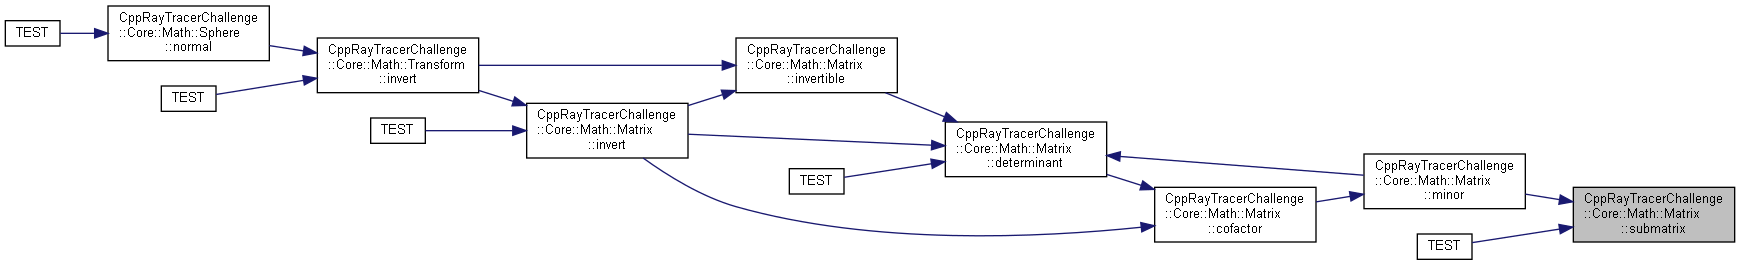 TEST
CppRayTracerChallenge
::Core::Math::Sphere
::normal
TEST
CppRayTracerChallenge
::Core::Math::Transform
::invert
TEST
CppRayTracerChallenge
::Core::Math::Matrix
::invert
CppRayTracerChallenge
::Core::Math::Matrix
::invertible
TEST
CppRayTracerChallenge
::Core::Math::Matrix
::determinant
CppRayTracerChallenge
::Core::Math::Matrix
::cofactor
CppRayTracerChallenge
::Core::Math::Matrix
::minor
TEST
CppRayTracerChallenge
::Core::Math::Matrix
::submatrix